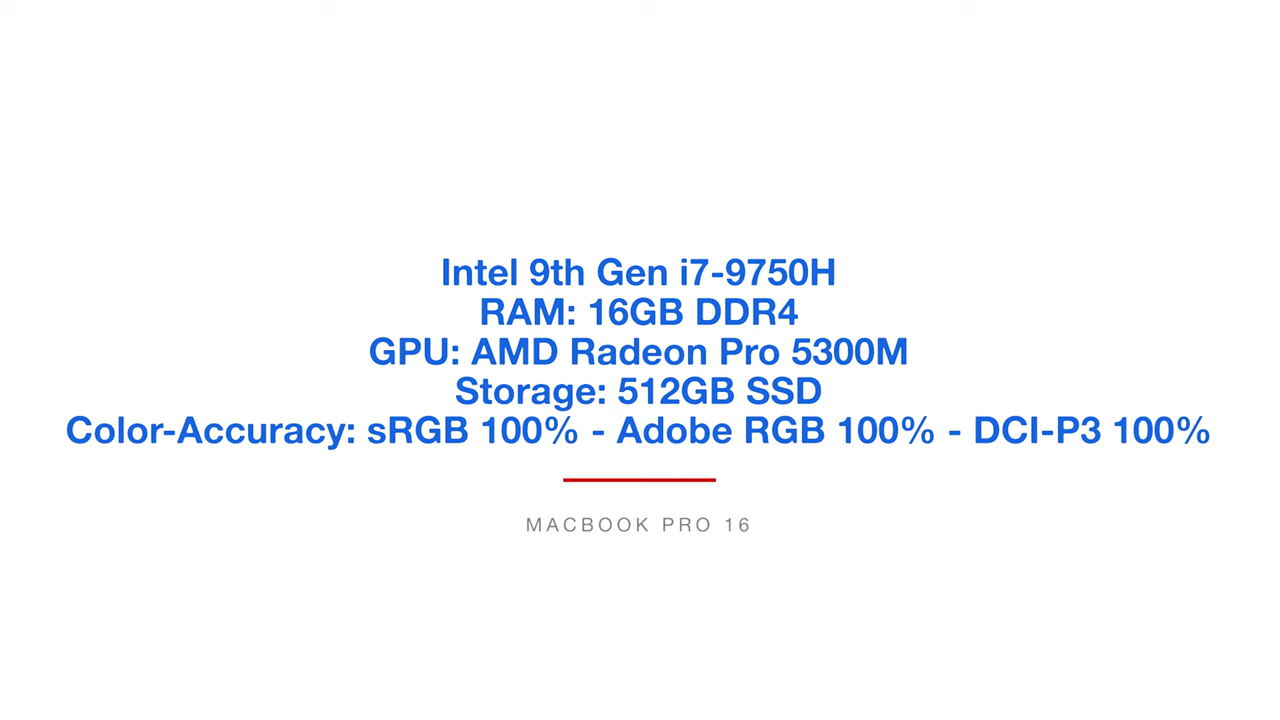 Intel 9th Gen i7-9750H
RAM: 16GB DDR4
GPU: AMD Radeon Pro 5300M
Storage: 512GB SSD
Color-Accuracy: sRGB 100% - Adobe RGB 100% - DCI-P3 100%
MACBOOK PRO 16